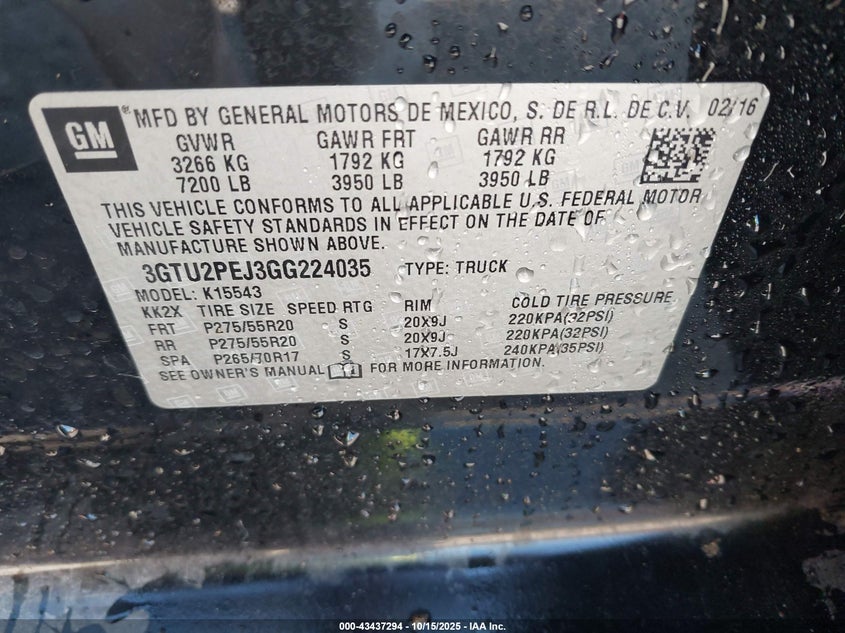 GM ® MFD BY GENERAL MOTORS DE MEXICO, S. DE R.L. DE C.V. 02/16
GVWR GAWR FRT GAWR RR
3266 KG 1792 KG 1792 KG
7200 LB 3950 LB 3950 LB
THIS VEHICLE CONFORMS TO ALL APPLICABLE U.S. FEDERAL MOTOR
VEHICLE SAFETY STANDARDS IN EFFECT ON THE DATE OF
MANUFACTURE SHOWN ABOVE.
3GTU2PEJ3GG224035 TYPE: TRUCK
MODEL: K15543
KK2X TIRE SIZE SPEED RTG RIM COLD TIRE PRESSURE
FRT P275/55R20 S 20X9J 220KPA(32PSI)
RR P275/55R20 S 20X9J 220KPA(32PSI)
SPA P265/70R17 S 17X7.5J 240KPA(35PSI)
SEE OWNER'S MANUAL FOR MORE INFORMATION.
000-43437294 - 10/15/2025 - IAA Inc.